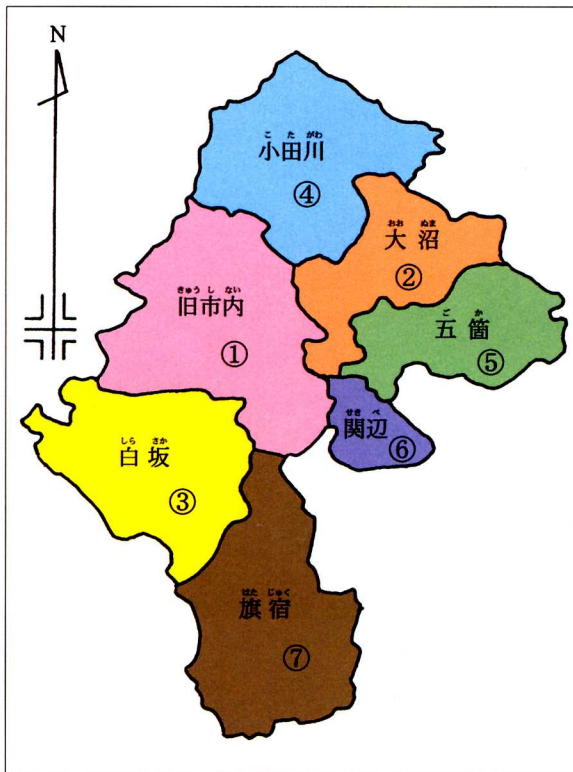 N
こたがわ
小田川
④
おおぬま
大沼
②
きゅうしない
旧市内
①
ごか
五箇
⑤
せきべ
関辺
⑥
しらさか
白坂
③
はたじゅく
旗宿
⑦